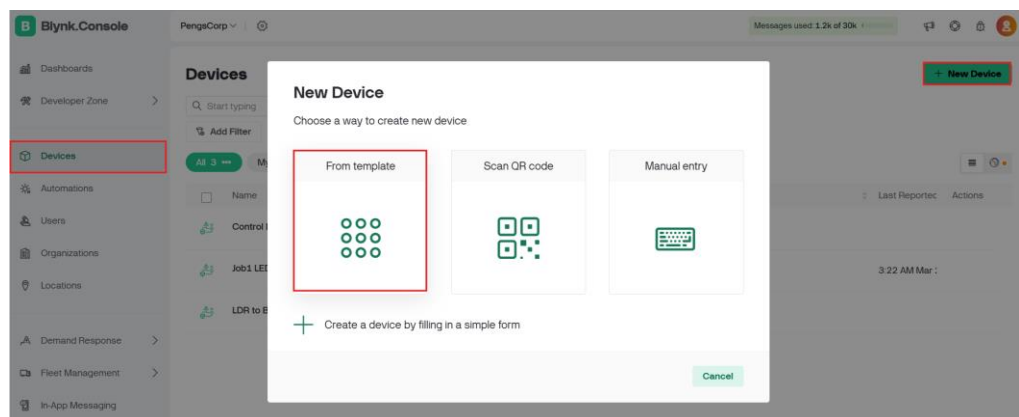 B Blynk.Console
PengsCorp
Messages used: 1.2k of 30k
Dashboards
Developer Zone
Devices
Automations
Users
Organizations
Locations
Demand Response
Fleet Management
In-App Messaging
Devices
+ New Device
Start typing
Add Filter
All 3
Name
Last Reported
Actions
Control
Job1 LED
3:22 AM Mar
LDR to B
New Device
Choose a way to create new device
From template
Scan QR code
Manual entry
Create a device by filling in a simple form
Cancel